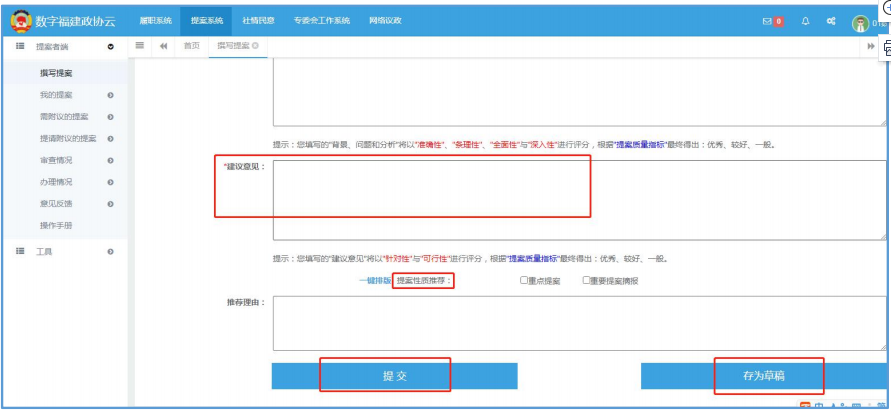 数字福建政协云 履职系统 提案系统 社情民意 专委会工作系统 网络议政 0
提案者端 首页 撰写提案
撰写提案
我的提案
需附议的提案
提请附议的提案
提示：您填写的"背景、问题和分析"将以"准确性"、"条理性"、"全面性"与"深入性"进行评分，根据"提案质量指标"最终得出：优秀、较好、一般。
审查情况
*建议意见：
办理情况
意见反馈
操作手册
工具
提示：您填写的"建议意见"将以"针对性"与"可行性"进行评分，根据"提案质量指标"最终得出：优秀、较好、一般。
一键排版 提案性质推荐： 重点提案 重要提案摘报
推荐理由：
提交 存为草稿